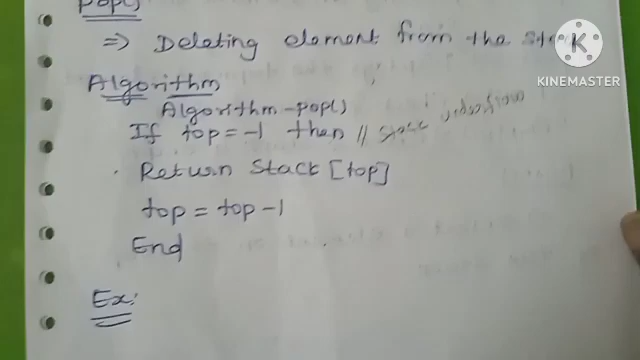 pop()
⇒ Deleting element from the
Algorithm
Algorithm-pop()
If top = -1 then // stack underflow
Return Stack [top]
top = top -1
End
Ex:
K
KINEMASTER